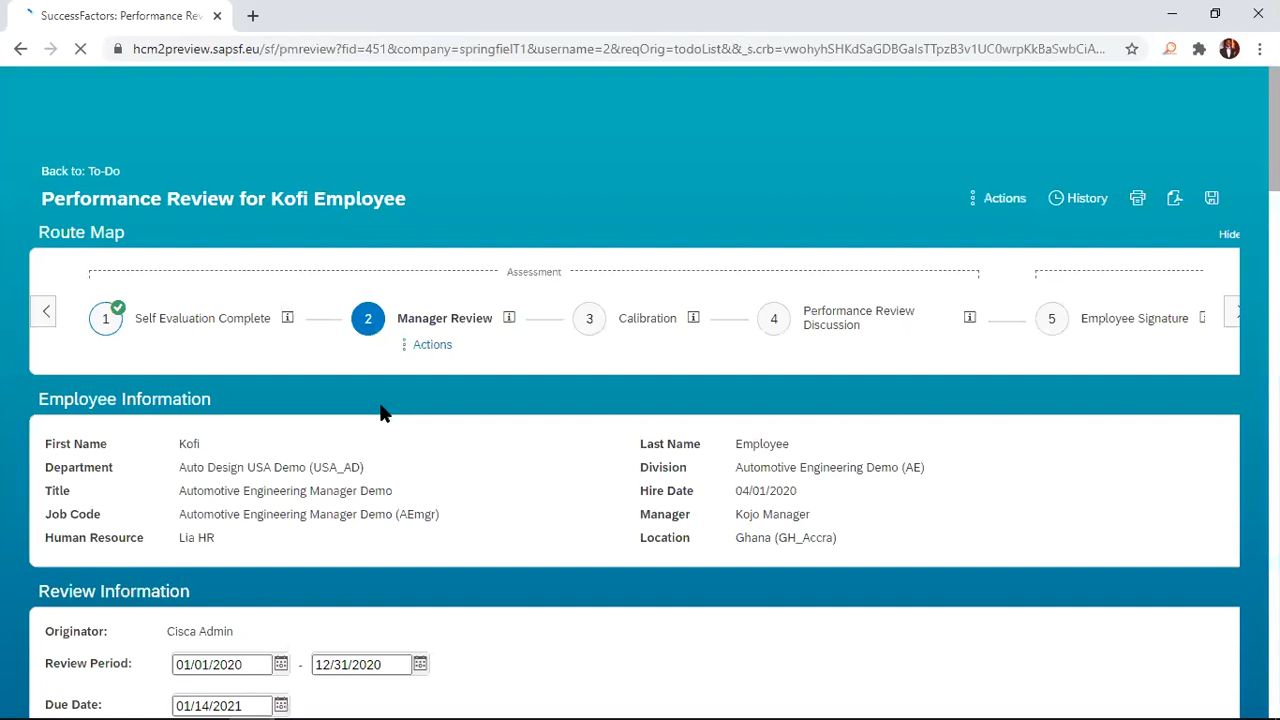 SuccessFactors: Performance Rev
hcm2preview.sapsf.eu/sf/pmreview?fid=451&company=springfielT1&username=2&reqOrig=todoList&&_s.crb=vwohyhSHKdSaGDBGalsTTpzB3v1UC0wrpKkBaSwbCiA...
Back to: To-Do
Performance Review for Kofi Employee
Actions
History
Route Map
Hide
Assessment
1 Self Evaluation Complete
2 Manager Review
3 Calibration
4 Performance Review Discussion
5 Employee Signature
Actions
Employee Information
First Name Kofi Last Name Employee
Department Auto Design USA Demo (USA_AD) Division Automotive Engineering Demo (AE)
Title Automotive Engineering Manager Demo Hire Date 04/01/2020
Job Code Automotive Engineering Manager Demo (AEmgr) Manager Kojo Manager
Human Resource Lia HR Location Ghana (GH_Accra)
Review Information
Originator: Cisca Admin
Review Period: 01/01/2020 - 12/31/2020
Due Date: 01/14/2021